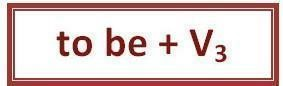 to be + V₃